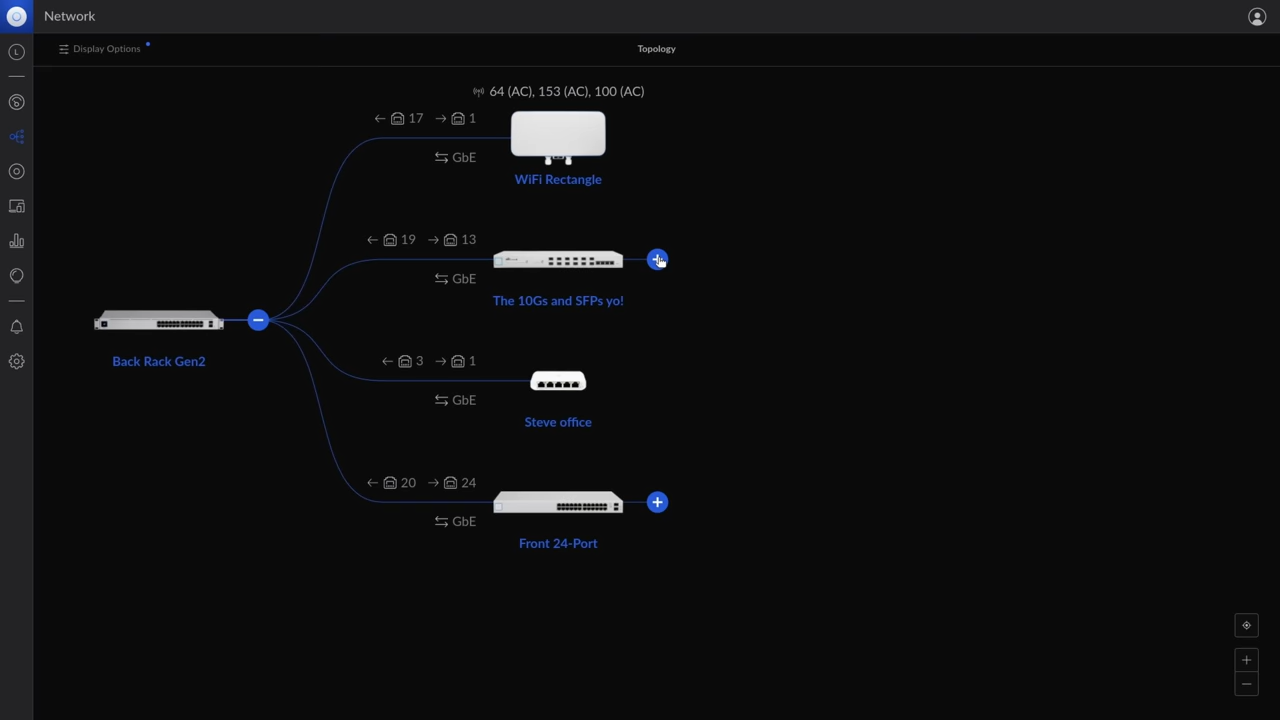 Network
Display Options
Topology
64 (AC), 153 (AC), 100 (AC)
← 17 → 1
GbE
WiFi Rectangle
← 19 → 13
GbE
The 10Gs and SFPs yo!
Back Rack Gen2
← 3 → 1
GbE
Steve office
← 20 → 24
GbE
Front 24-Port